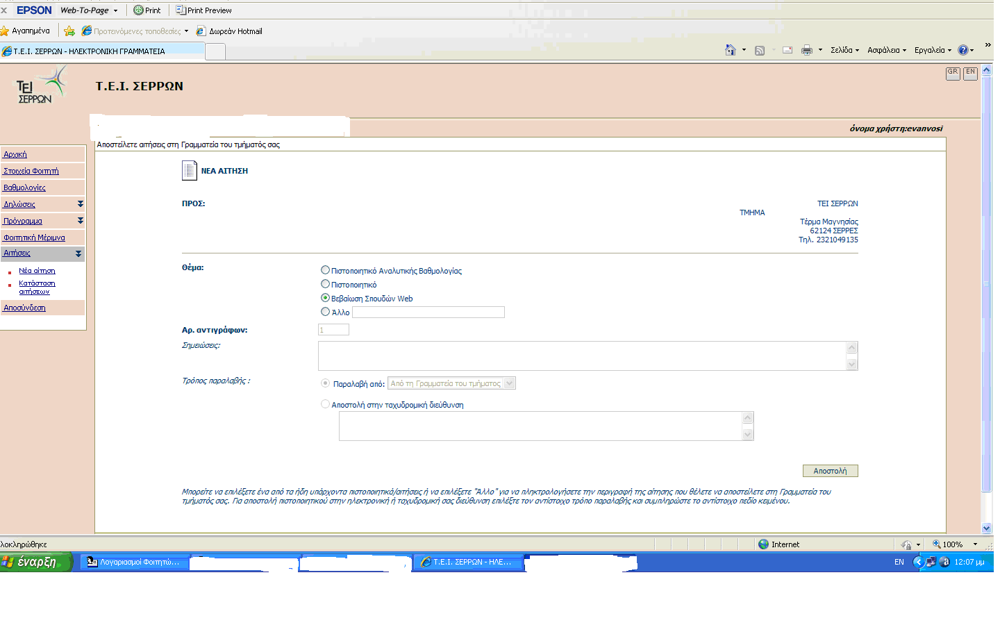 x EPSON Web-To-Page Print Print Preview
Αγαπημένα Προτεινόμενες τοποθεσίες Δωρεάν Hotmail
Τ.Ε.Ι. ΣΕΡΡΩΝ - ΗΛΕΚΤΡΟΝΙΚΗ ΓΡΑΜΜΑΤΕΙΑ Σελίδα Ασφάλεια Εργαλεία »
GR EN
ΤΕΙ
ΣΕΡΡΩΝ
Τ.Ε.Ι. ΣΕΡΡΩΝ
όνομα χρήστη:evanvosi
Αποστείλετε αιτήσεις στη Γραμματεία του τμήματός σας
Αρχική
Στοιχεία Φοιτητή
Βαθμολογίες
Δηλώσεις
Πρόγραμμα
Φοιτητική Μέριμνα
Αιτήσεις
Νέα αίτηση
Κατάσταση
αιτήσεων
Αποσύνδεση
ΝΕΑ ΑΙΤΗΣΗ
ΠΡΟΣ: ΤΕΙ ΣΕΡΡΩΝ
ΤΜΗΜΑ
Τέρμα Μαγνησίας
62124 ΣΕΡΡΕΣ
Τηλ. 2321049135
Θέμα:
Πιστοποιητικό Αναλυτικής Βαθμολογίας
Πιστοποιητικό
Βεβαίωση Σπουδών Web
Άλλο
Αρ. αντιγράφων: 1
Σημειώσεις:
Τρόπος παραλαβής : Παραλαβή από: Από τη Γραμματεία του τμήματος
Αποστολή στην ταχυδρομική διεύθυνση
Αποστολή
Μπορείτε να επιλέξετε ένα από τα ήδη υπάρχοντα πιστοποιητικά/αιτήσεις ή να επιλέξετε "Άλλο" για να πληκτρολογήσετε την περιγραφή της αίτησης που θέλετε να αποστείλετε στη Γραμματεία του
τμήματός σας. Για αποστολή πιστοποιητικού στην ηλεκτρονική ή ταχυδρομική σας διεύθυνση επιλέξτε τον αντίστοιχο τρόπο παραλαβής και συμπληρώστε το αντίστοιχο πεδίο κειμένου.
λοκληρώθηκε Internet 100%
έναρξη Λογαριασμοί Φοιτητώ... Τ.Ε.Ι. ΣΕΡΡΩΝ - ΗΛΕ... EN 12:07 μμ